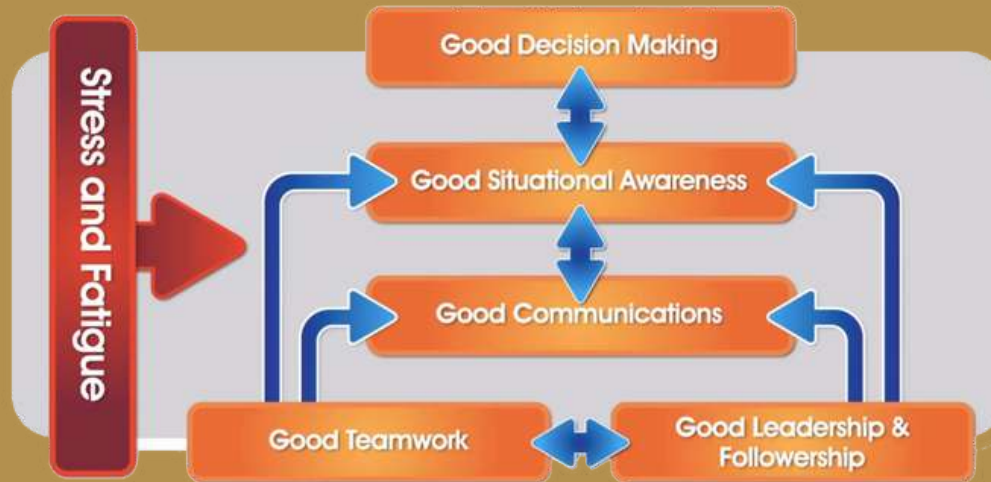 Stress and Fatigue
Good Decision Making
Good Situational Awareness
Good Communications
Good Teamwork
Good Leadership &
Followership